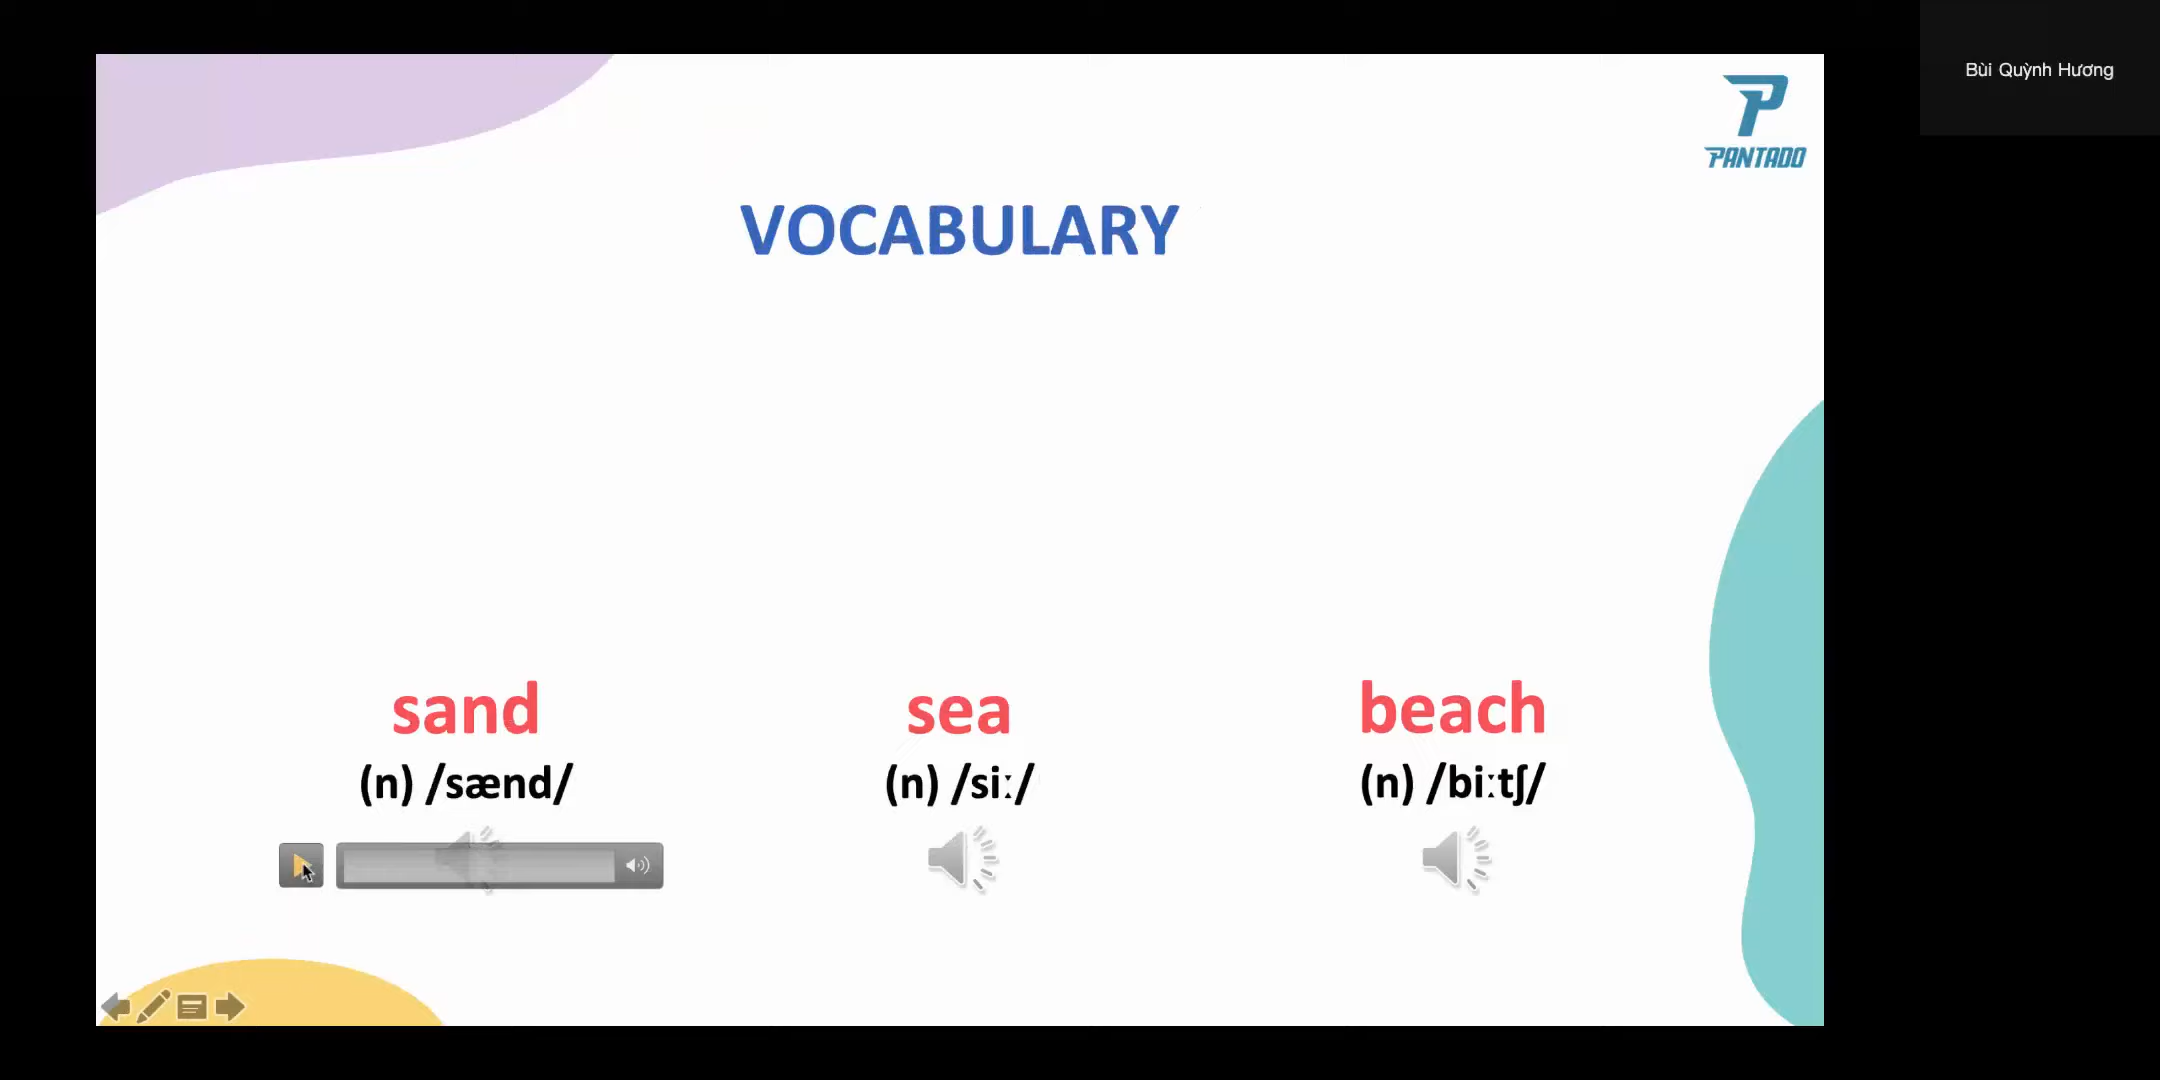 Bùi Quỳnh Hương
PANTADO
VOCABULARY
sand
(n) /sænd/
sea
(n) /siː/
beach
(n) /biːtʃ/